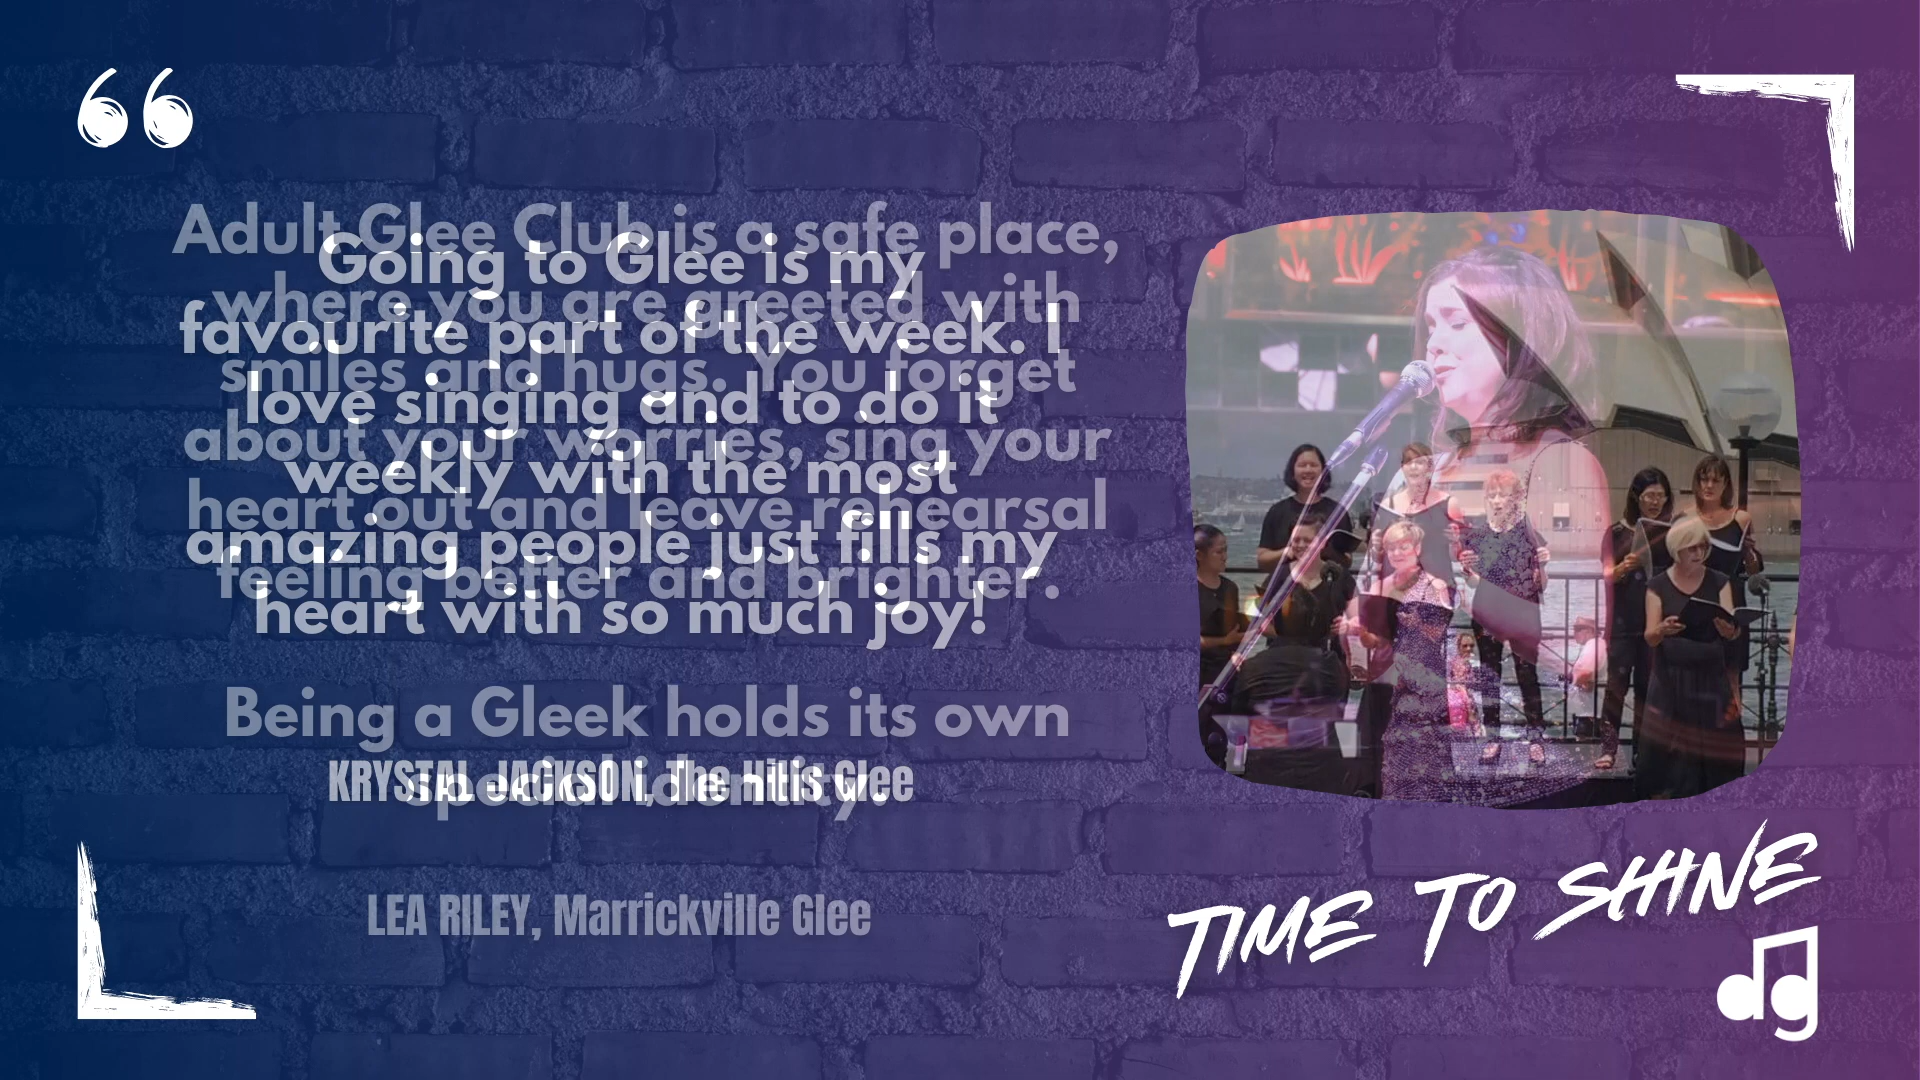 Adult Glee Club is a safe place,
where you are greeted with
smiles and hugs. You forget
about your worries, sing your
heart out and leave rehearsal
feeling better and brighter.
Being a Gleek holds its own
special identity.
LEA RILEY, Marrickville Glee
Going to Glee is my
favourite part of the week. I
love singing and to do it
weekly with the most
amazing people just fills my
heart with so much joy!
KRYSTAL JACKSON, The Hills Glee
TIME TO SHINE
dg